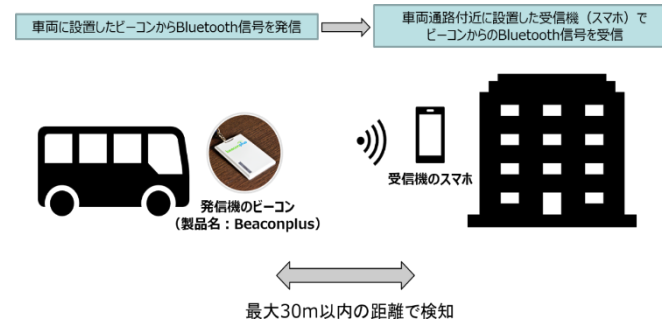 車両に設置したビーコンからBluetooth信号を発信
車両通路付近に設置した受信機（スマホ）で
ビーコンからのBluetooth信号を受信
受信機のスマホ
発信機のビーコン
（製品名：Beaconplus）
最大30m以内の距離で検知